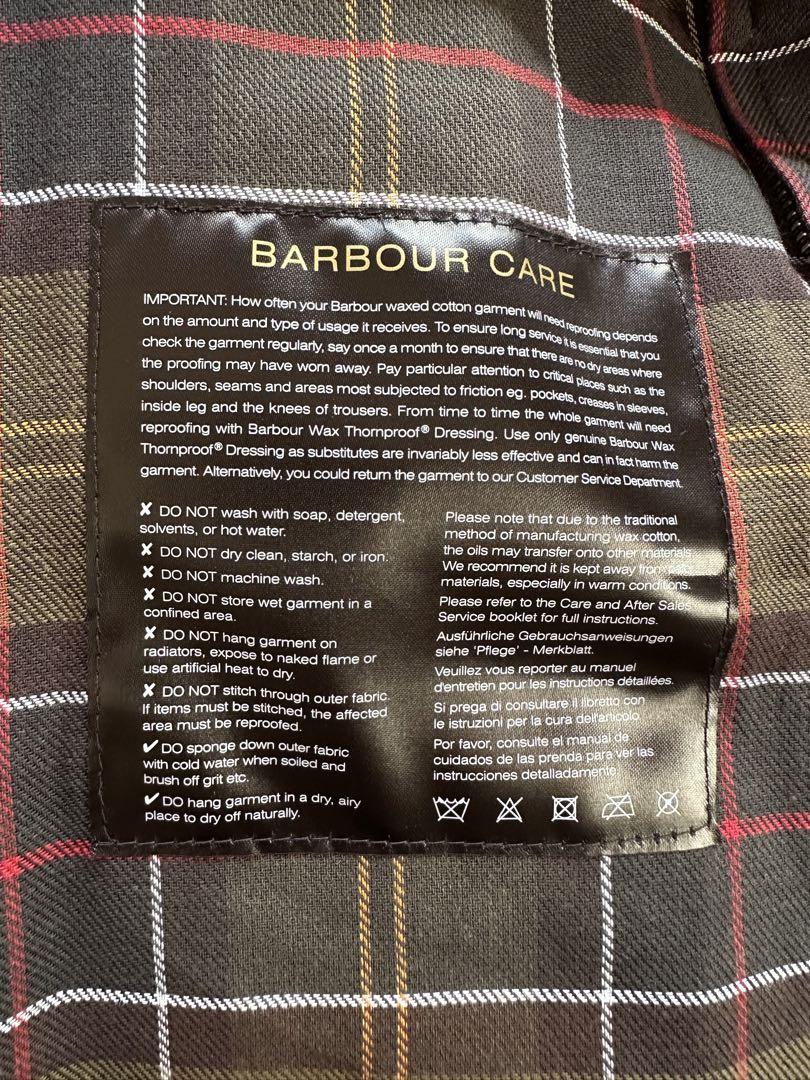 BARBOUR CARE
IMPORTANT: How often your Barbour waxed cotton garment will need reproofing depends
on the amount and type of usage it receives. To ensure long service it is essential that you
check the garment regularly, say once a month to ensure that there are no dry areas where
the proofing may have worn away. Pay particular attention to critical places such as the
shoulders, seams and areas most subjected to friction eg. pockets, creases in sleeves,
inside leg and the knees of trousers. From time to time the whole garment will need
reproofing with Barbour Wax Thornproof® Dressing. Use only genuine Barbour Wax
Thornproof® Dressing as substitutes are invariably less effective and can in fact harm the
garment. Alternatively, you could return the garment to our Customer Service Department.
✘ DO NOT wash with soap, detergent,
solvents, or hot water.
✘ DO NOT dry clean, starch, or iron.
✘ DO NOT machine wash.
✘ DO NOT store wet garment in a
confined area.
✘ DO NOT hang garment on
radiators, expose to naked flame or
use artificial heat to dry.
✘ DO NOT stitch through outer fabric.
If items must be stitched, the affected
area must be reproofed.
✔ DO sponge down outer fabric
with cold water when soiled and
brush off grit etc.
✔ DO hang garment in a dry, airy
place to dry off naturally.
Please note that due to the traditional
method of manufacturing wax cotton,
the oils may transfer onto other materials.
We recommend it is kept away from pale
materials, especially in warm conditions.
Please refer to the Care and After Sales
Service booklet for full instructions.
Ausführliche Gebrauchsanweisungen
siehe 'Pflege' - Merkblatt.
Veuillez vous reporter au manuel
d'entretien pour les instructions détaillées.
Si prega di consultare il libretto con
le istruzioni per la cura dell'articolo
Por favor, consulte el manual de
cuidados de las prenda para ver las
instrucciones detalladamente